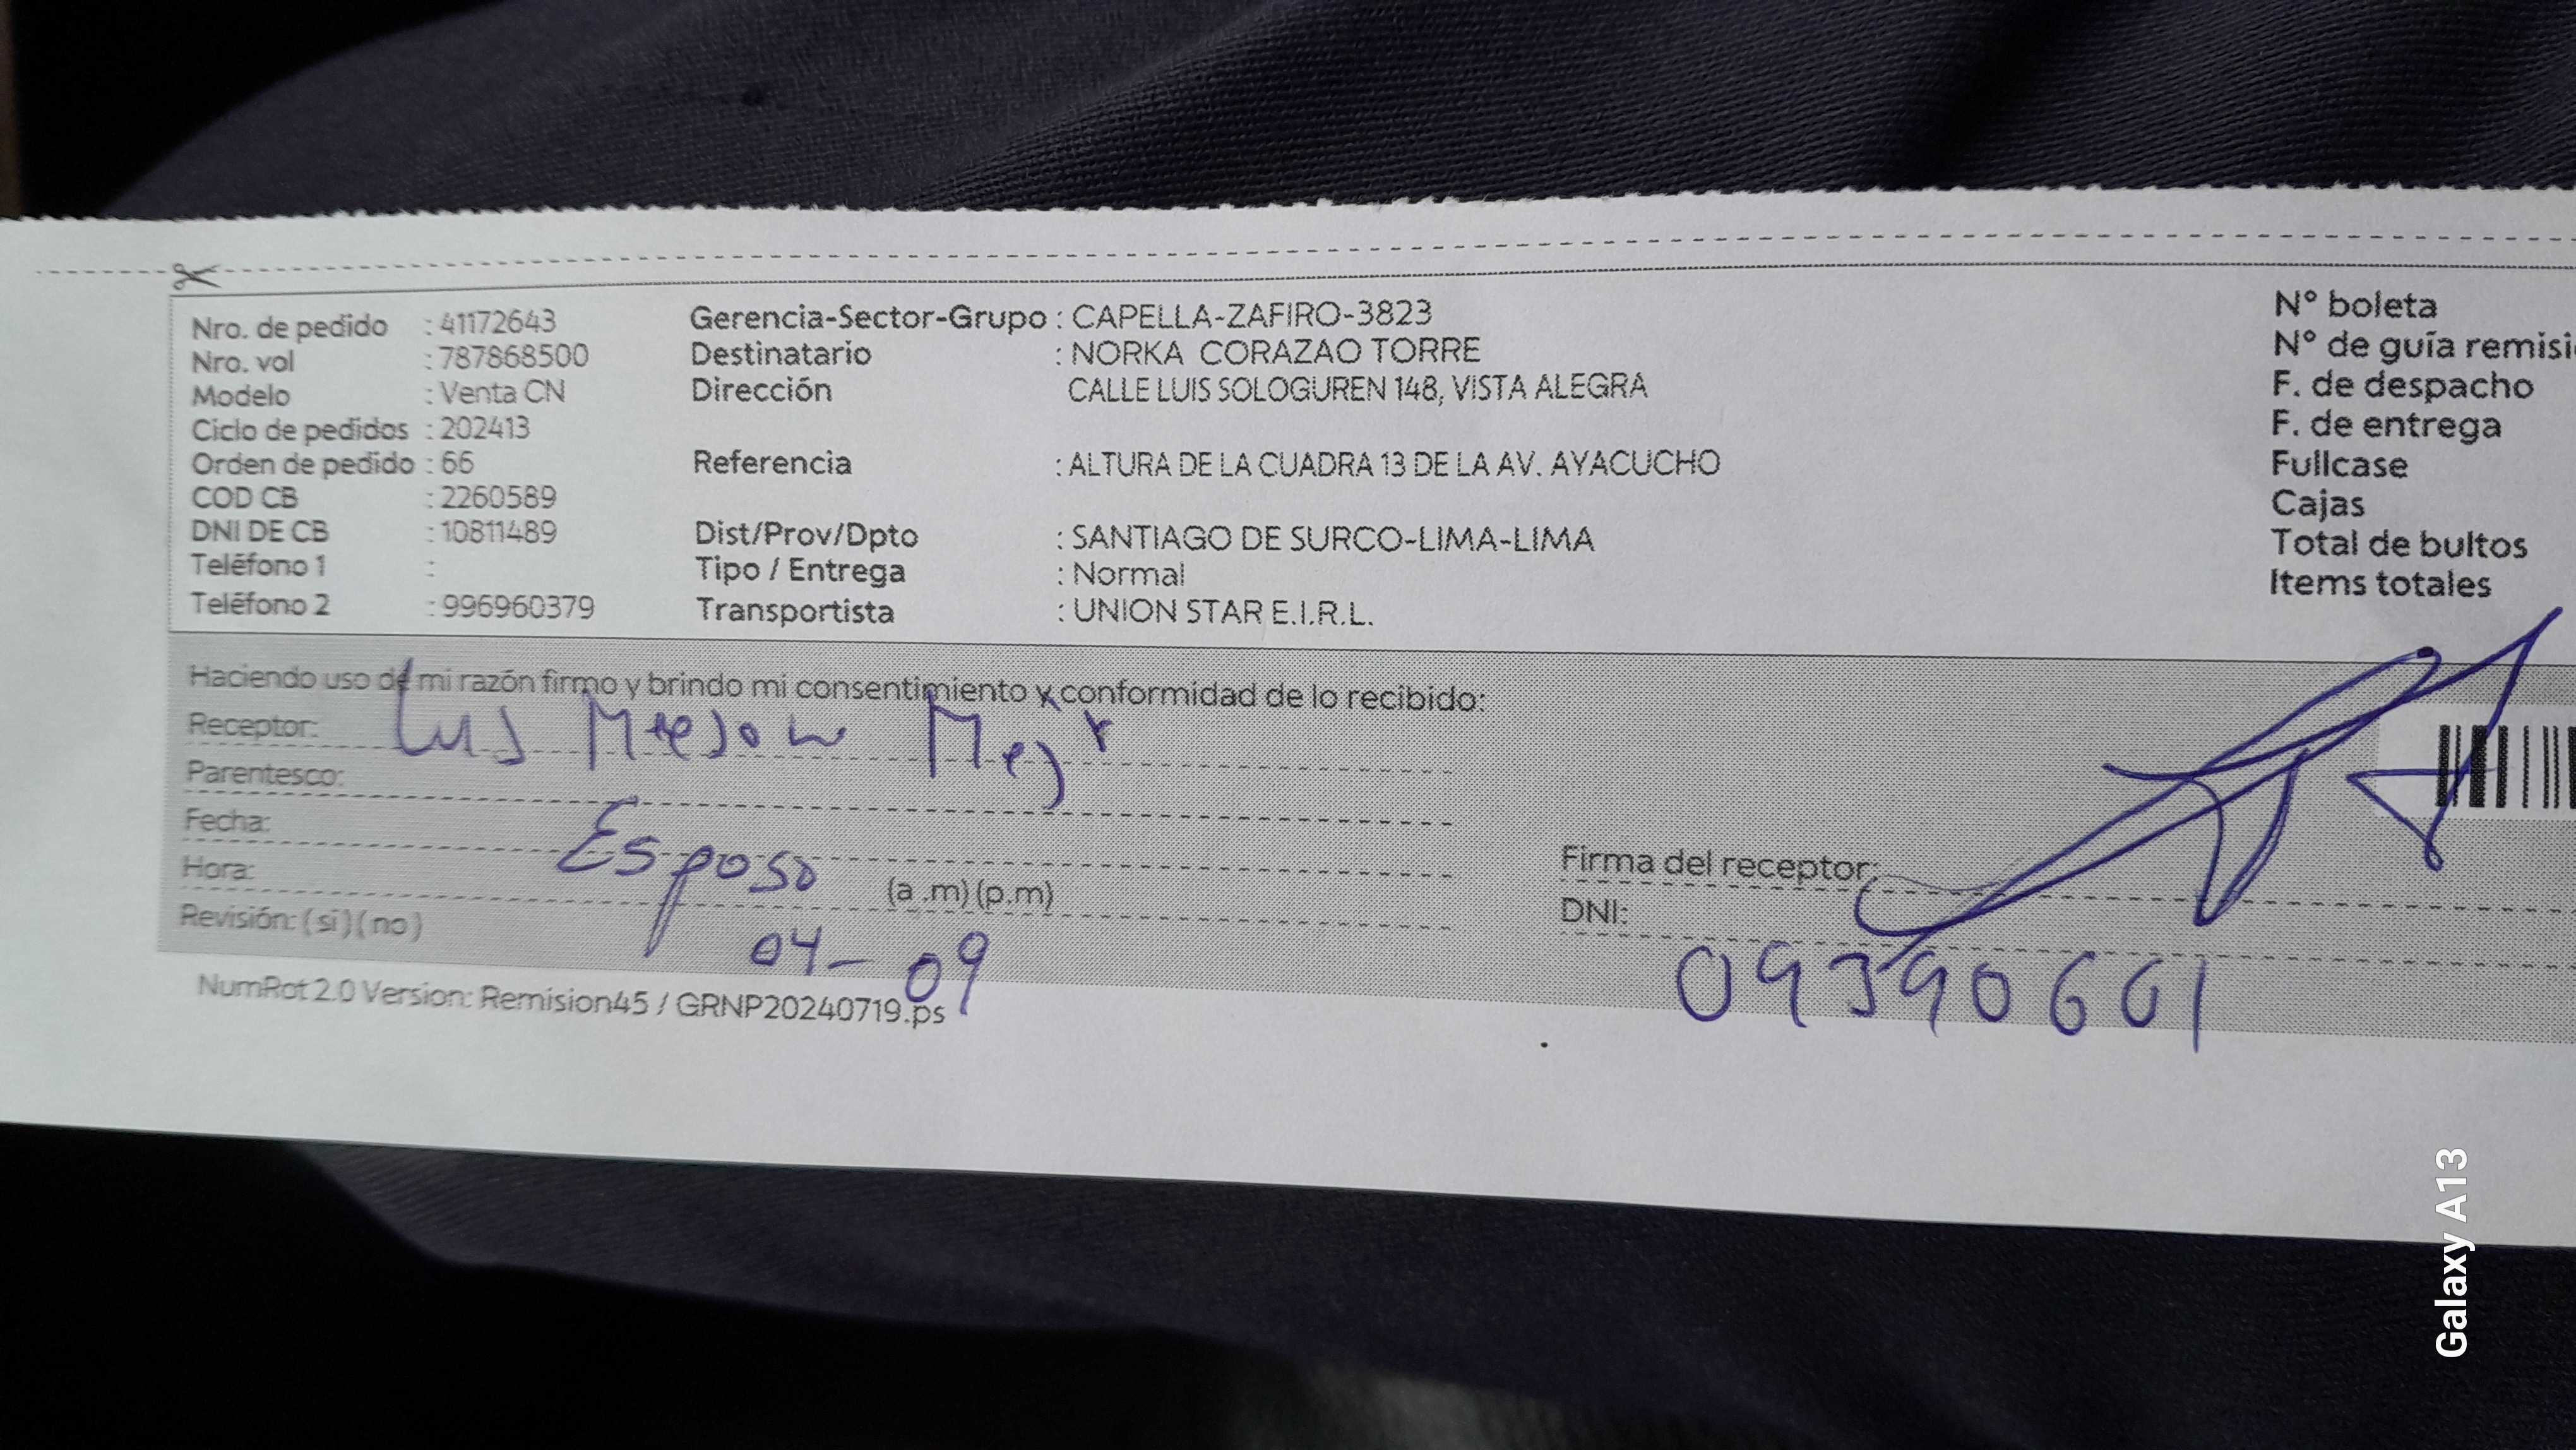 Nro. de pedido : 41172643
Nro. vol : 787868500
Modelo : Venta CN
Ciclo de pedidos : 202413
Orden de pedido : 66
COD CB : 2260589
DNI DE CB : 10811489
Teléfono 1 :
Teléfono 2 : 996960379
Gerencia-Sector-Grupo : CAPELLA-ZAFIRO-3823
Destinatario : NORKA CORAZAO TORRE
Dirección CALLE LUIS SOLOGUREN 148, VISTA ALEGRA
Referencia : ALTURA DE LA CUADRA 13 DE LA AV. AYACUCHO
Dist/Prov/Dpto : SANTIAGO DE SURCO-LIMA-LIMA
Tipo / Entrega : Normal
Transportista : UNION STAR E.I.R.L.
N° boleta
N° de guía
F. de despacho
F. de entrega
Fullcase
Cajas
Total de bultos
Items totales
Haciendo uso de mi razón firmo y brindo mi consentimiento y conformidad de lo recibido:
Receptor: Luis
Parentesco:
Esposo
Fecha:
Hora: (a .m) (p.m)
04-09
Revisión: (si) (no)
Firma del receptor:
DNI:
09390601
NumRot 2.0 Version: Remision45 / GRNP20240719.ps
Galaxy A13